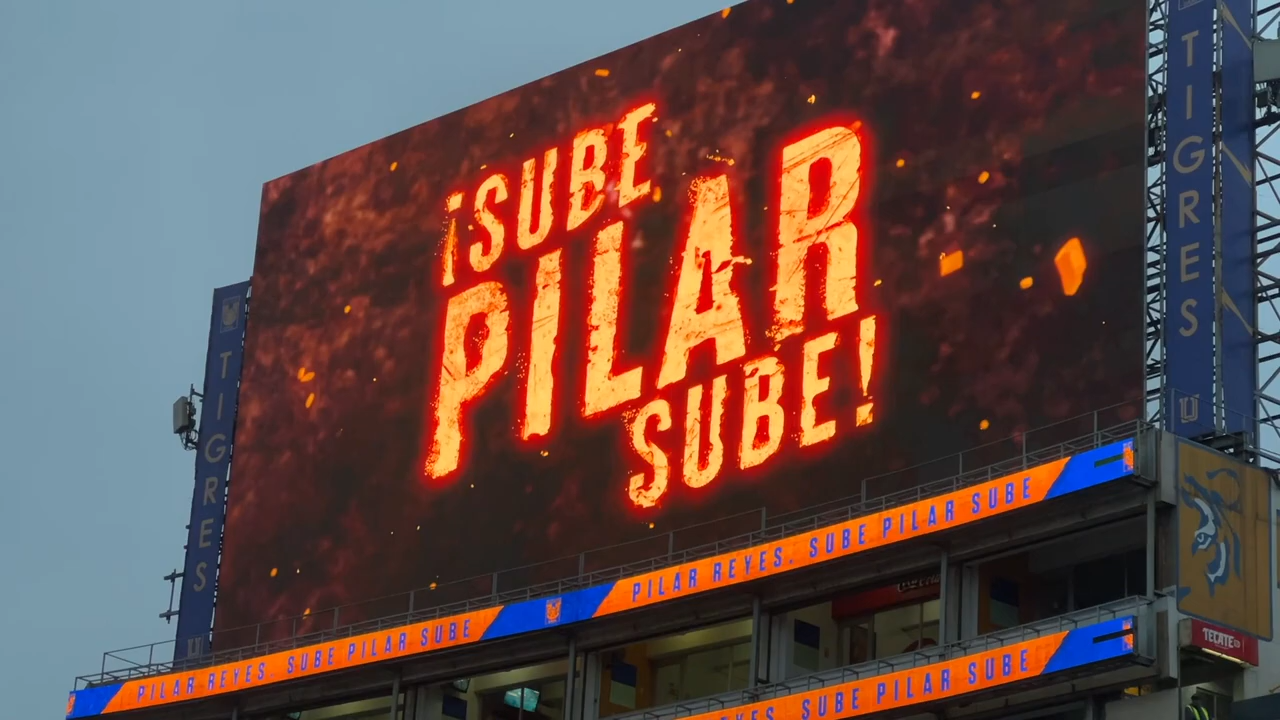 ¡SUBE
PILAR
SUBE!
TIGRES
TIGRES
PILAR REYES. SUBE PILAR SUBE
PILAR REYES. SUBE PILAR SUBE
REYES. SUBE PILAR SUBE
TECATE